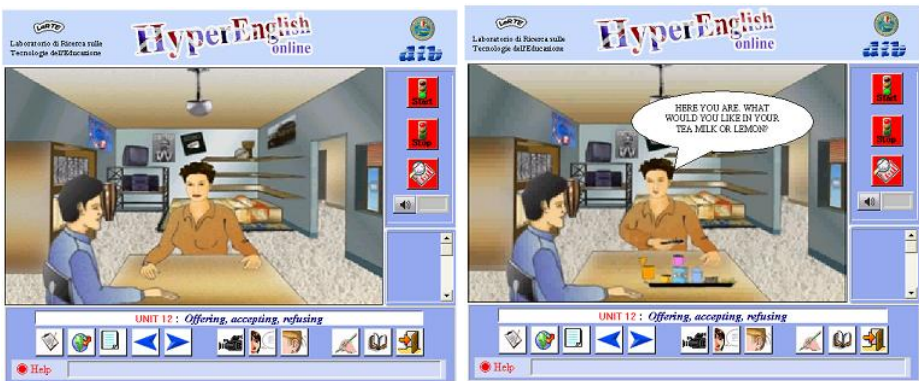 LaRTE
Laboratorio di Ricerca sulle
Tecnologie dell'Educazione
HyperEnglish
online
Start
Stop
UNIT 12 : Offering, accepting, refusing
Help
LaRTE
Laboratorio di Ricerca sulle
Tecnologie dell'Educazione
HyperEnglish
online
HERE YOU ARE. WHAT
WOULD YOU LIKE IN YOUR
TEA MILK OR LEMON?
Start
Stop
UNIT 12 : Offering, accepting, refusing
Help